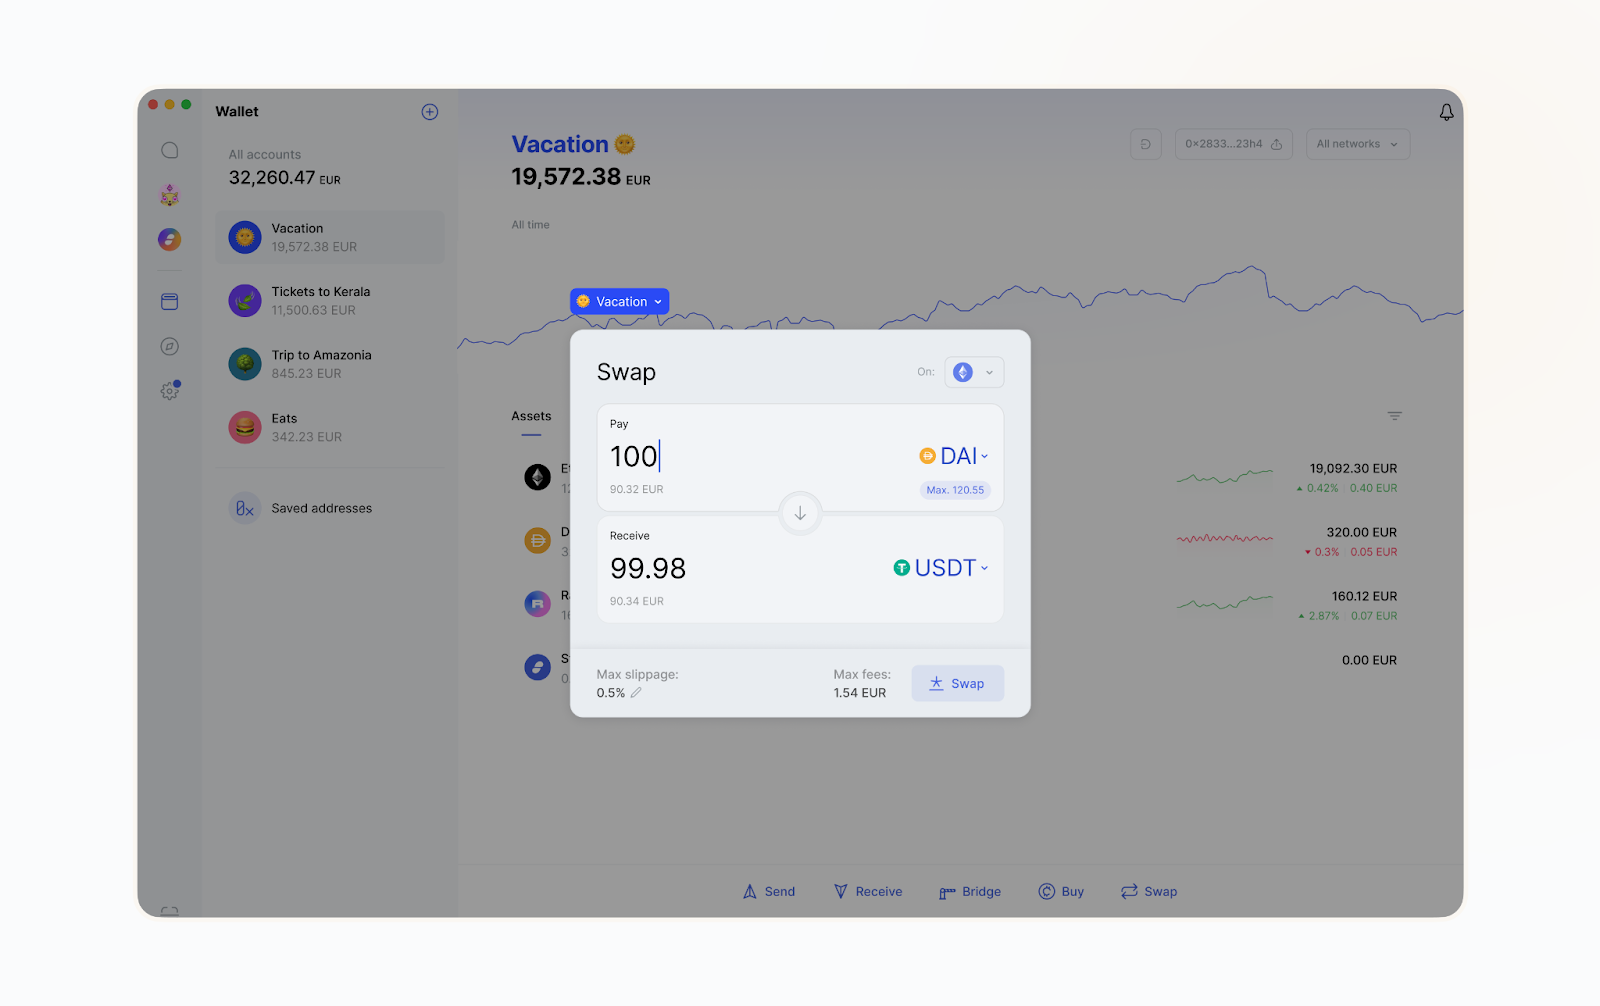 Wallet
All accounts
32,260.47 EUR
Vacation
19,572.38 EUR
Tickets to Kerala
11,500.63 EUR
Trip to Amazonia
845.23 EUR
Eats
342.23 EUR
Saved addresses
Vacation
19,572.38 EUR
0×2833...23h4
All networks
All time
Vacation
Swap
On:
Pay
100
DAI
90.32 EUR
Max. 120.55
Receive
99.98
USDT
90.34 EUR
Max slippage:
0.5%
Max fees:
1.54 EUR
Swap
Assets
19,092.30 EUR
0.42% 0.40 EUR
320.00 EUR
0.3% 0.05 EUR
160.12 EUR
2.87% 0.07 EUR
0.00 EUR
Send
Receive
Bridge
Buy
Swap